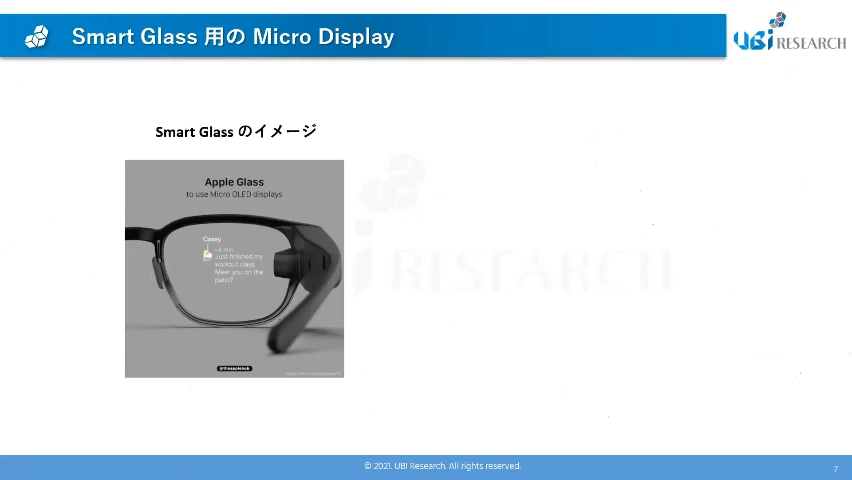 Smart Glass 用の Micro Display
UBI RESEARCH
Smart Glass のイメージ
Apple Glass
to use Micro OLED displays
Casey
Just finished my
workout class.
Meet you on the
patio?
@theapplehub
RESEARCH
© 2021. UBI Research. All rights reserved.
7